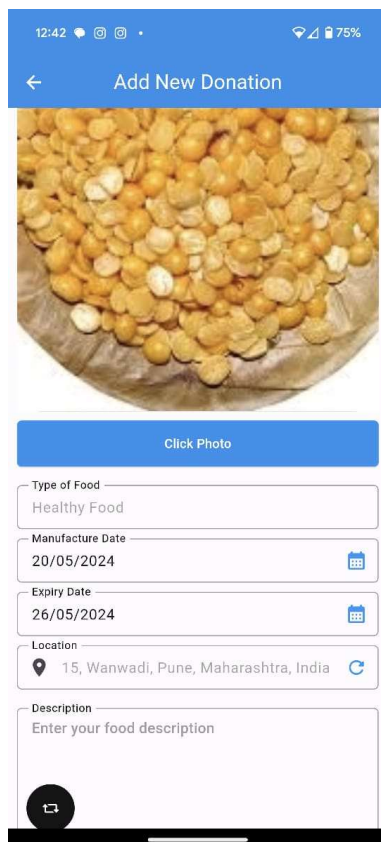 12:42
75%
Add New Donation
Click Photo
Type of Food
Healthy Food
Manufacture Date
20/05/2024
Expiry Date
26/05/2024
Location
15, Wanwadi, Pune, Maharashtra, India
Description
Enter your food description